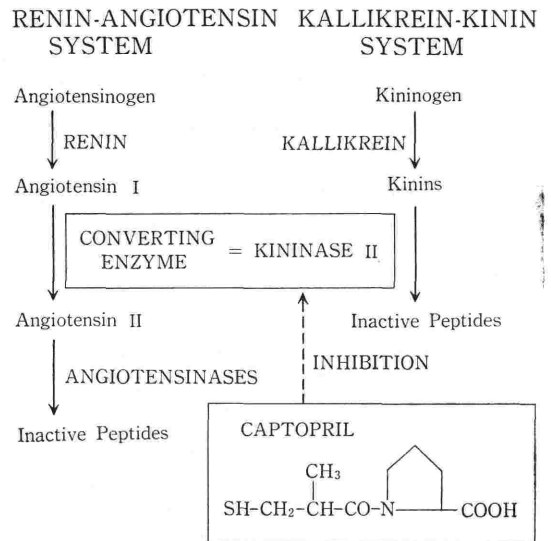 RENIN-ANGIOTENSIN
SYSTEM
KALLIKREIN-KININ
SYSTEM
Angiotensinogen
Kininogen
RENIN
KALLIKREIN
Angiotensin I
Kinins
CONVERTING
ENZYME
= KININASE II
Angiotensin II
Inactive Peptides
INHIBITION
ANGIOTENSINASES
Inactive Peptides
CAPTOPRIL
CH₃
SH-CH₂-CH-CO-N
COOH